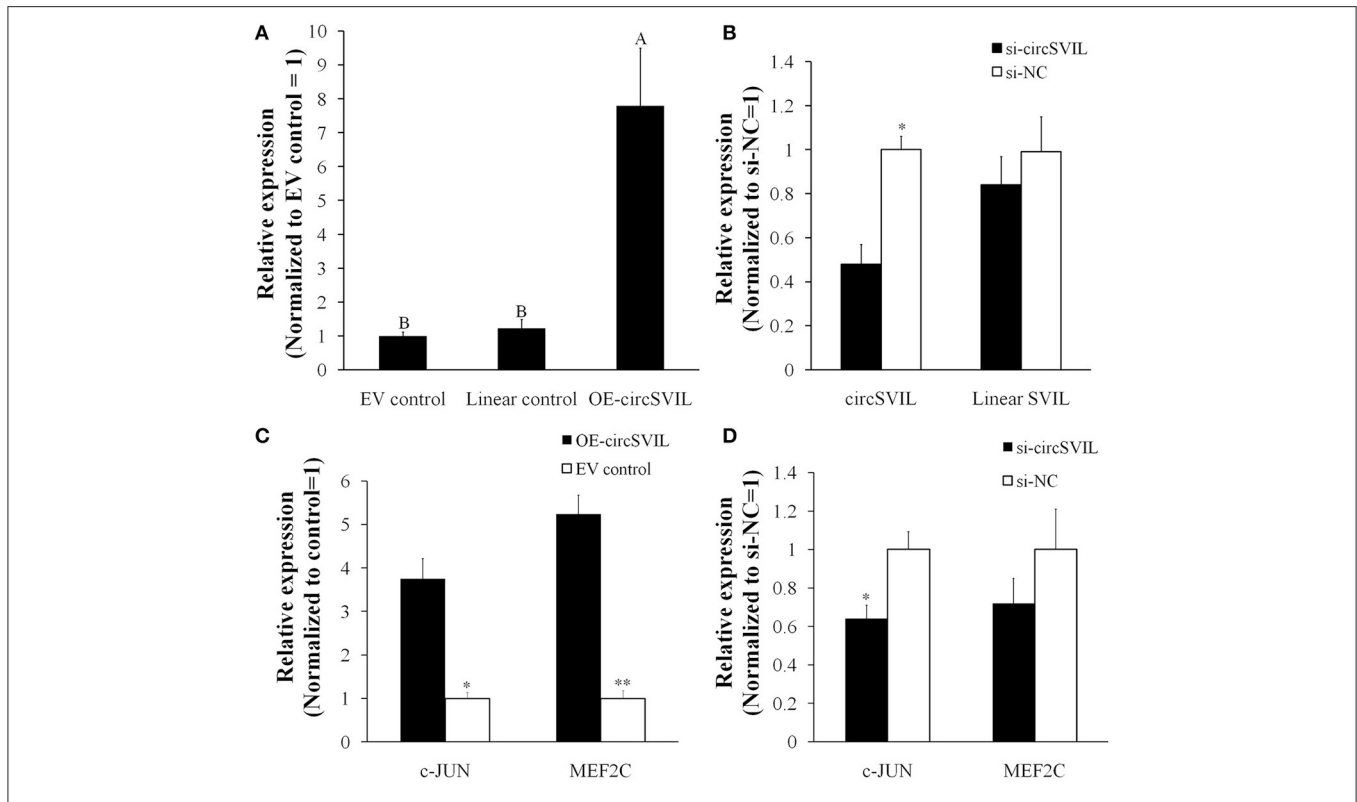 A
Relative expression
(Normalized to EV control = 1)
10
9
8
7
6
5
4
3
2
1
0
B
B
A
EV control
Linear control
OE-circSVIL
B
si-circSVIL
si-NC
Relative expression
(Normalized to si-NC=1)
1.4
1.2
1
0.8
0.6
0.4
0.2
0
*
circSVIL
Linear SVIL
C
OE-circSVIL
EV control
Relative expression
(Normalized to control=1)
6
5
4
3
2
1
0
*
**
c-JUN
MEF2C
D
si-circSVIL
si-NC
Relative expression
(Normalized to si-NC=1)
1.4
1.2
1
0.8
0.6
0.4
0.2
0
*
c-JUN
MEF2C